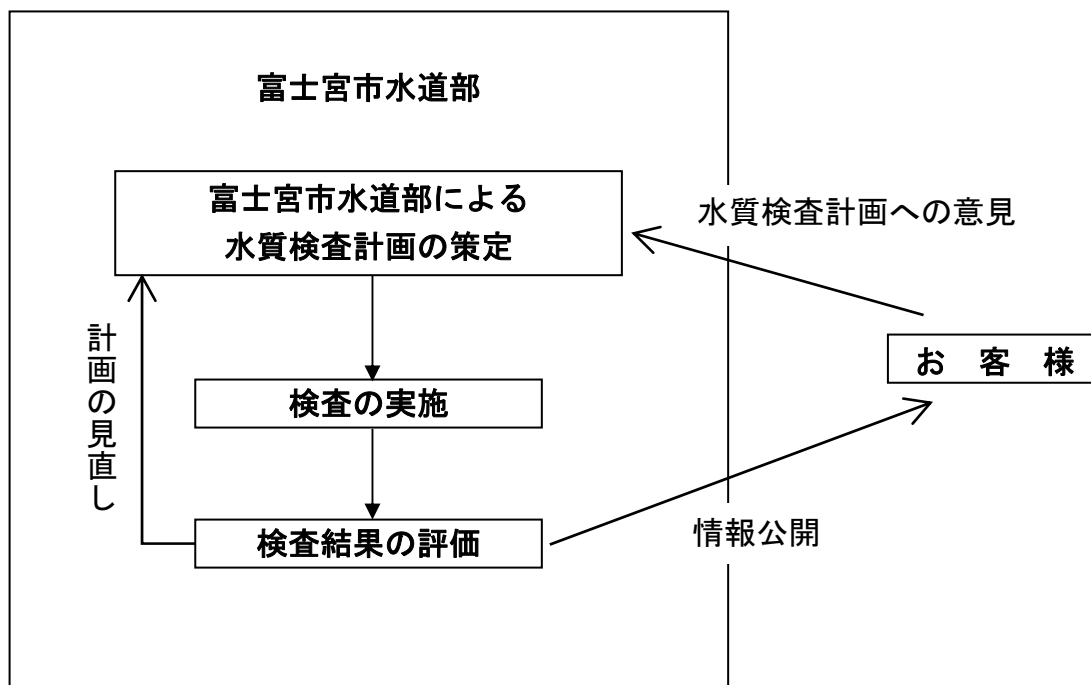 富士宮市水道部
富士宮市水道部による
水質検査計画の策定
水質検査計画への意見
計画の見直し
お 客 様
検査の実施
検査結果の評価
情報公開